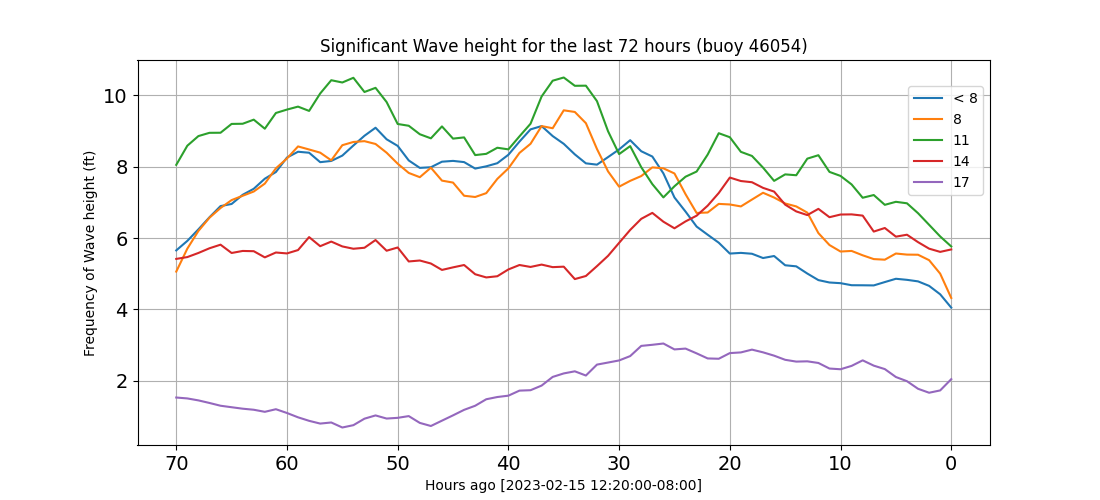 Significant Wave height for the last 72 hours (buoy 46054)
Frequency of Wave height (ft)
10
8
6
4
2
< 8
8
11
14
17
70 60 50 40 30 20 10 0
Hours ago [2023-02-15 12:20:00-08:00]